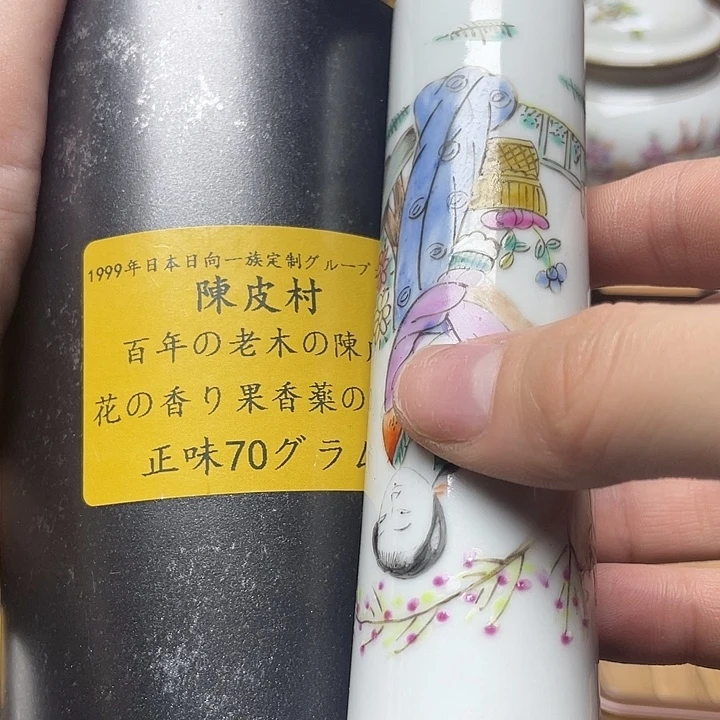 1999年日本日向一族定制グループ
陳皮村
百年の老木の陳
花の香り果香薬の
正味70グラム